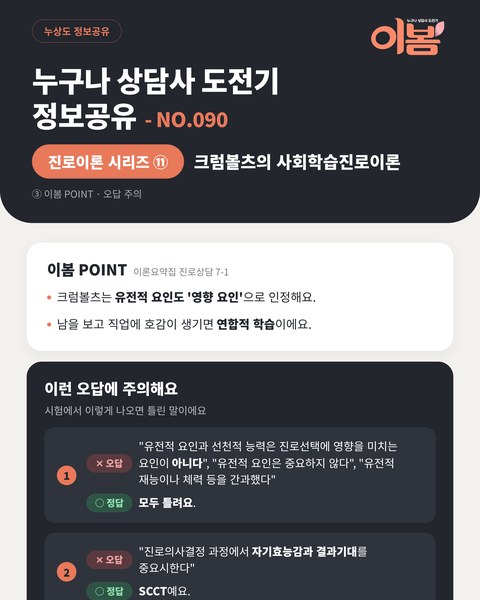 누상도 정보공유
누구나 상담사 도전기
이봄
누구나 상담사 도전기
정보공유 - NO.090
진로이론 시리즈 ⑪ 크럼볼츠의 사회학습진로이론
③ 이봄 POINT · 오답 주의
이봄 POINT 이론요약집 진로상담 7-1
• 크럼볼츠는 유전적 요인도 '영향 요인'으로 인정해요.
• 남을 보고 직업에 호감이 생기면 연합적 학습이에요.
이런 오답에 주의해요
시험에서 이렇게 나오면 틀린 말이에요
1
✕ 오답
"유전적 요인과 선천적 능력은 진로선택에 영향을 미치는
요인이 아니다", "유전적 요인은 중요하지 않다", "유전적
재능이나 체력 등을 간과했다"
○ 정답 모두 틀려요.
2
✕ 오답
"진로의사결정 과정에서 자기효능감과 결과기대를
중요시한다"
○ 정답 SCCT예요.